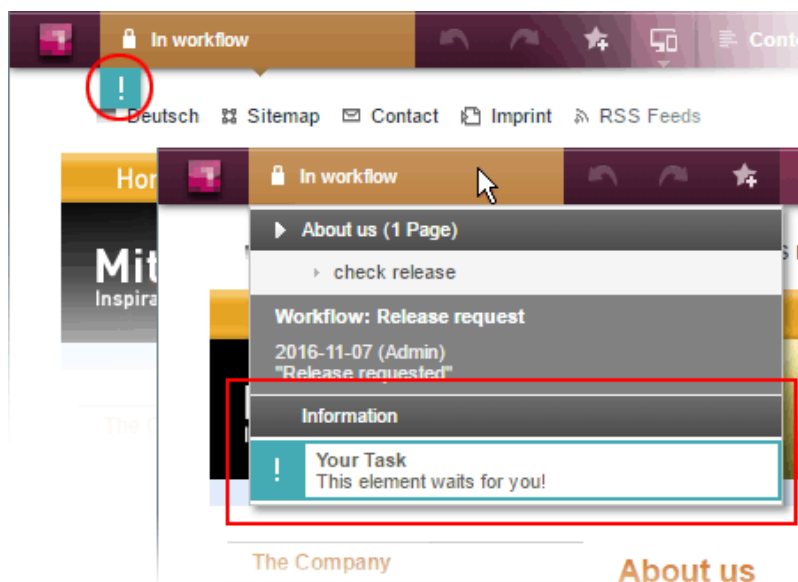 In workflow
!
Deutsch Sitemap Contact Imprint RSS Feeds
In workflow
About us (1 Page)
check release
Workflow: Release request
2016-11-07 (Admin)
"Release requested"
Information
!
Your Task
This element waits for you!
The Company
About us